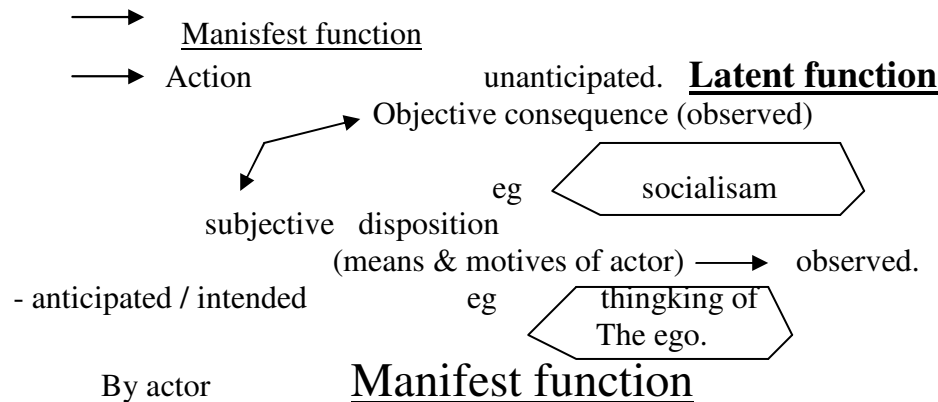 Manisfest function
Action unanticipated. Latent function
Objective consequence (observed)
eg socialisam
subjective disposition
(means & motives of actor) observed.
- anticipated / intended eg thingking of
The ego.
By actor Manifest function